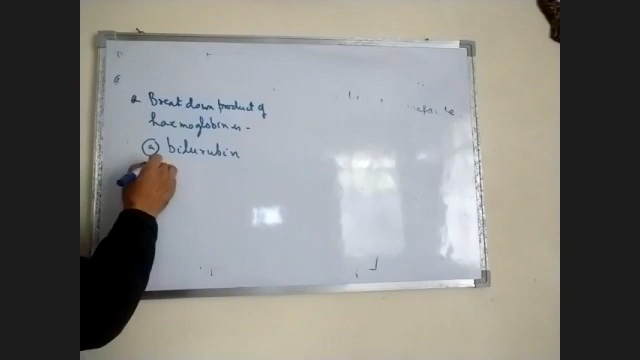 Q Break down product of
haemoglobin is -
(a) bilirubin